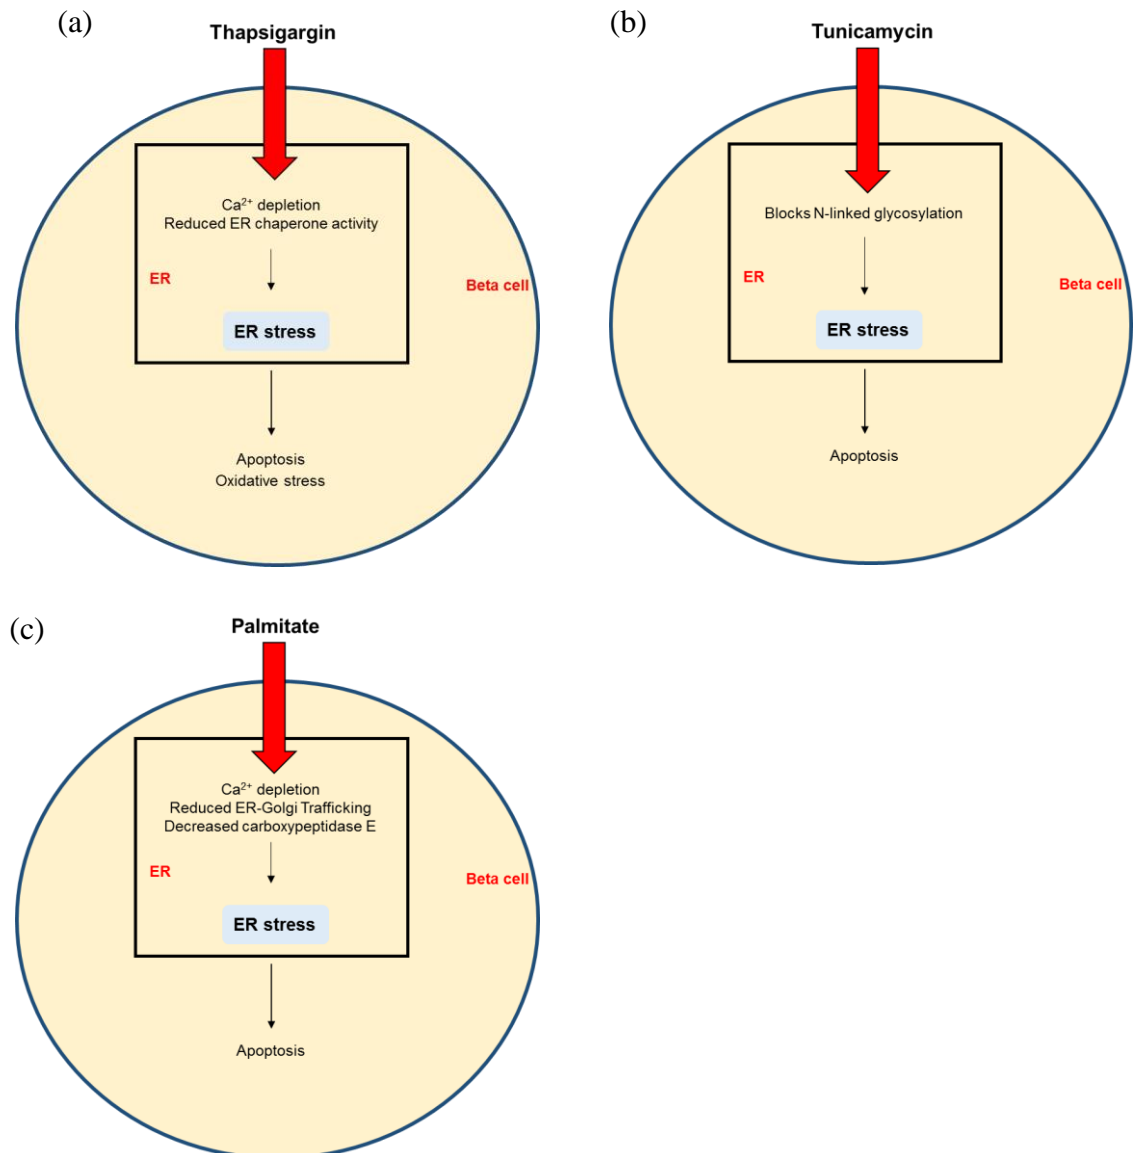 (a)
Thapsigargin
Ca²⁺ depletion
Reduced ER chaperone activity
ER
Beta cell
ER stress
Apoptosis
Oxidative stress
(b)
Tunicamycin
Blocks N-linked glycosylation
ER
Beta cell
ER stress
Apoptosis
(c)
Palmitate
Ca²⁺ depletion
Reduced ER-Golgi Trafficking
Decreased carboxypeptidase E
ER
Beta cell
ER stress
Apoptosis